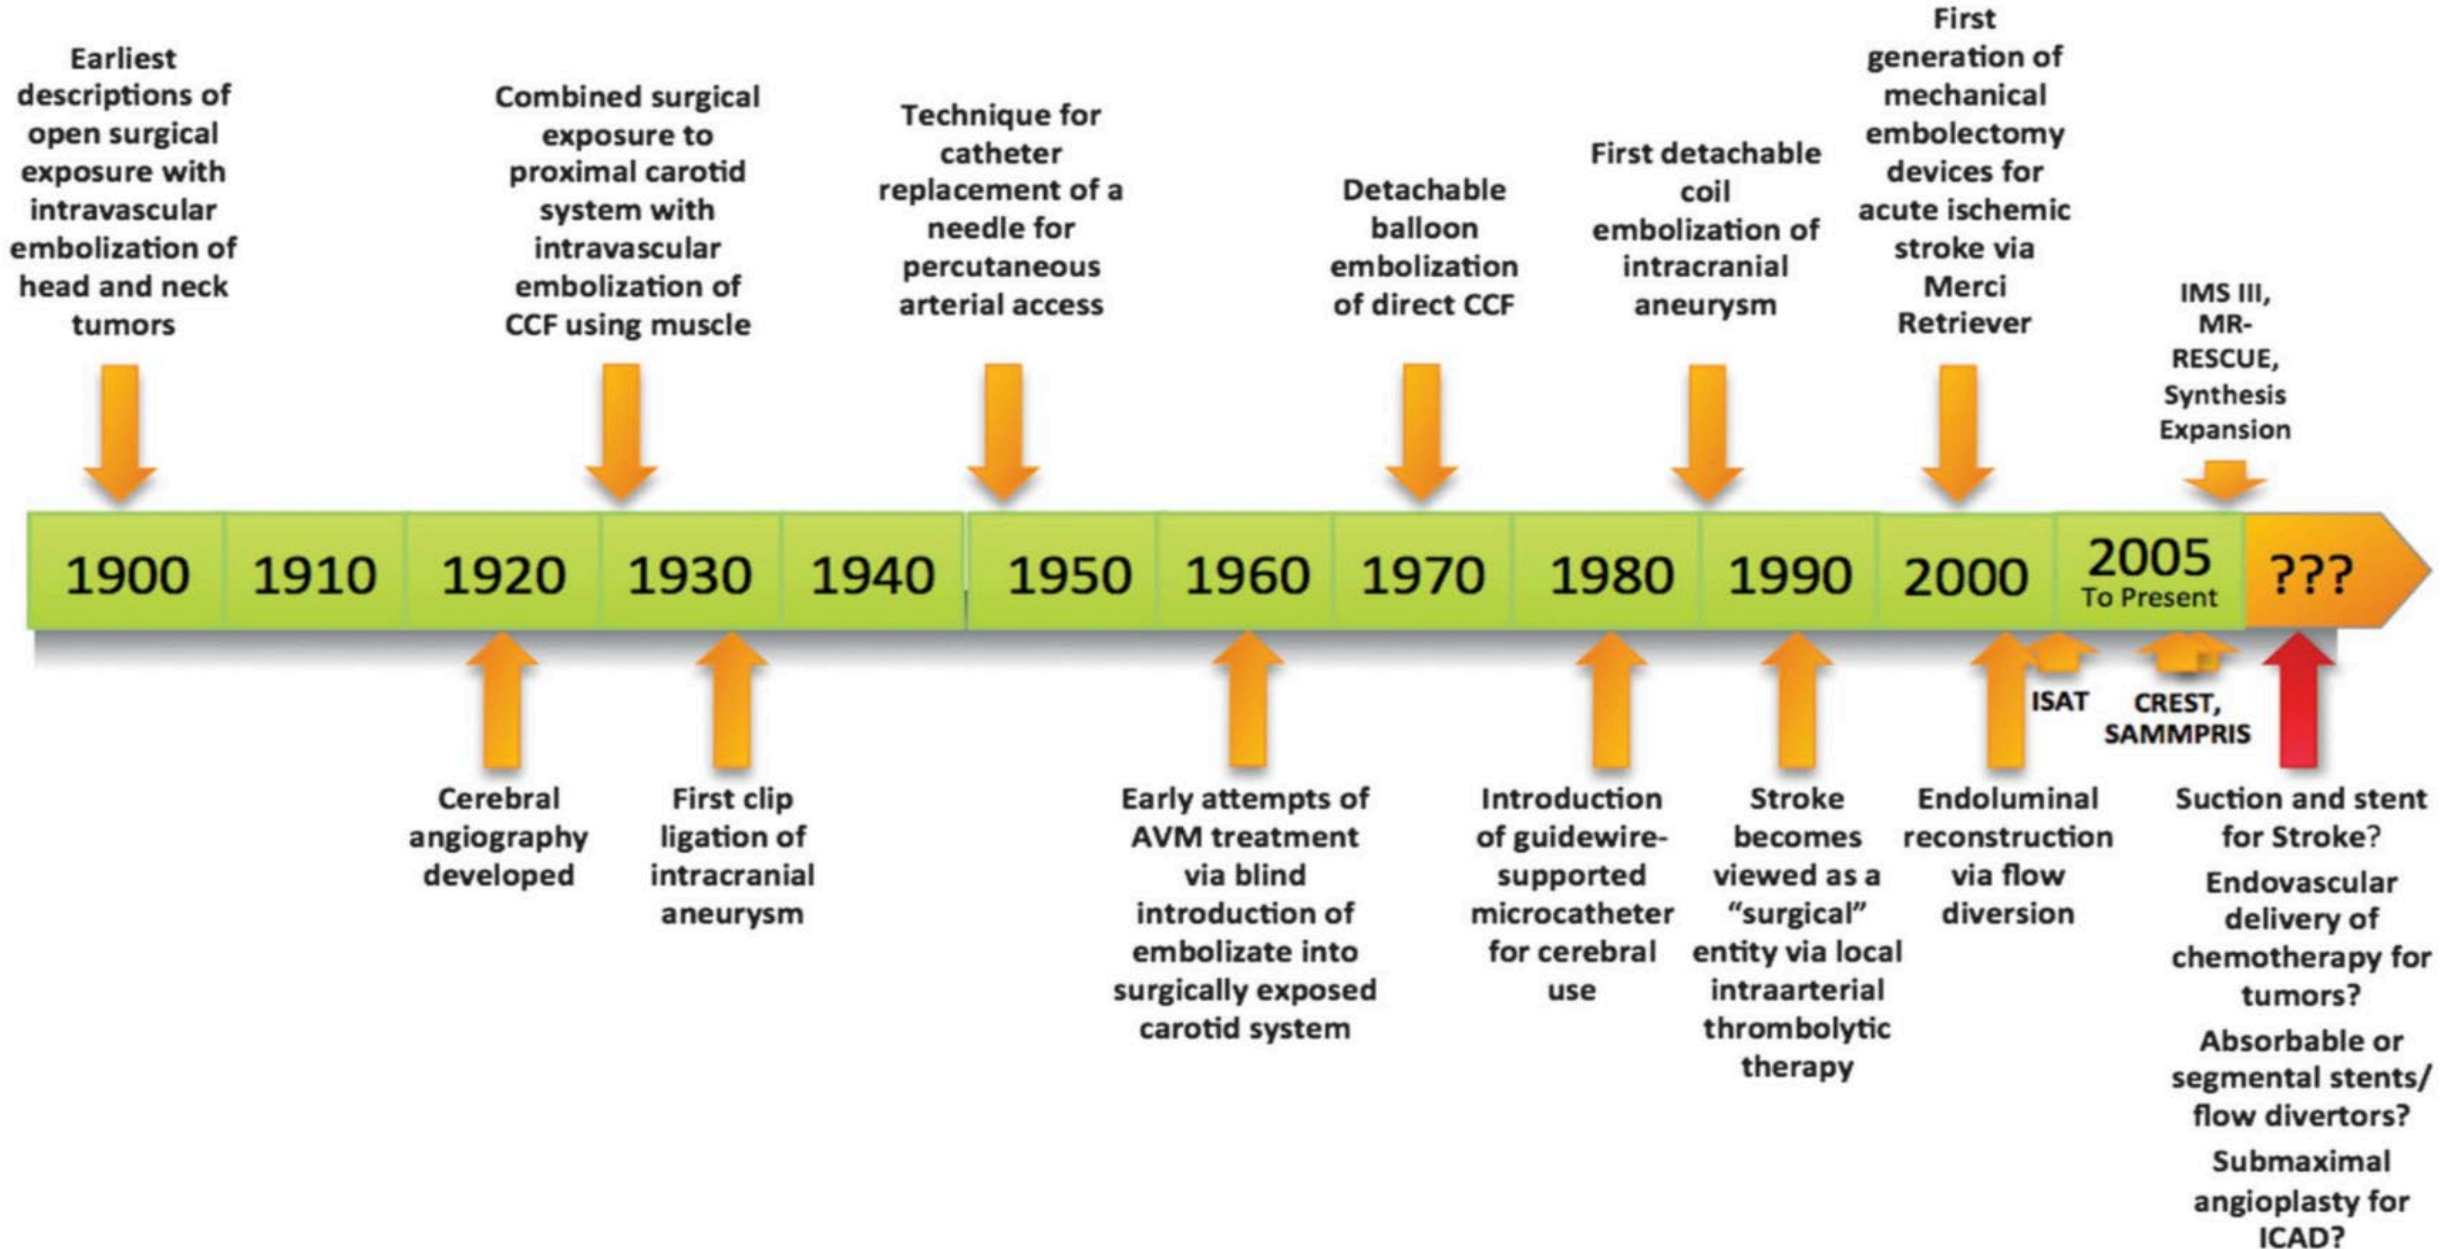 Earliest
descriptions of
open surgical
exposure with
intravascular
embolization of
head and neck
tumors
Combined surgical
exposure to
proximal carotid
system with
intravascular
embolization of
CCF using muscle
Technique for
catheter
replacement of a
needle for
percutaneous
arterial access
Detachable
balloon
embolization
of direct CCF
First detachable
coil
embolization of
intracranial
aneurysm
First
generation of
mechanical
embolectomy
devices for
acute ischemic
stroke via
Merci
Retriever
IMS III,
MR-
RESCUE,
Synthesis
Expansion
1900
1910
1920
1930
1940
1950
1960
1970
1980
1990
2000
2005
To Present
???
Cerebral
angiography
developed
First clip
ligation of
intracranial
aneurysm
Early attempts of
AVM treatment
via blind
introduction of
embolizate into
surgically exposed
carotid system
Introduction
of guidewire-
supported
microcatheter
for cerebral
use
Stroke
becomes
viewed as a
“surgical”
entity via local
intraarterial
thrombolytic
therapy
Endoluminal
reconstruction
via flow
diversion
ISAT
CREST,
SAMMPRIS
Suction and stent
for Stroke?
Endovascular
delivery of
chemotherapy for
tumors?
Absorbable or
segmental stents/
flow divertors?
Submaximal
angioplasty for
ICAD?